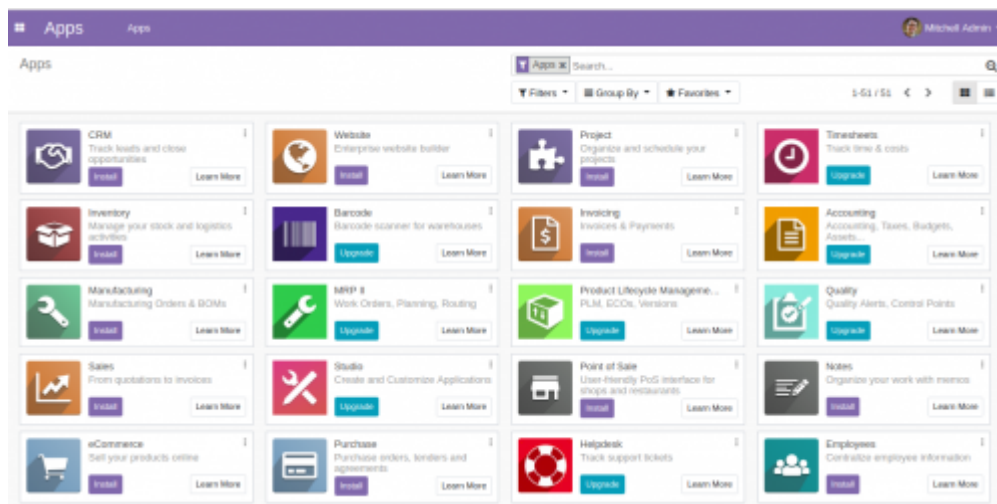 Apps Apps Mitchell Admin
Apps
Apps × Search...
Filters Group By Favorites 1-51 / 51
CRM
Track leads and close
opportunities
Install Learn More
Website
Enterprise website builder
Install Learn More
Project
Organize and schedule your
projects
Install Learn More
Timesheets
Track time & costs
Upgrade Learn More
Inventory
Manage your stock and logistics
activities
Install Learn More
Barcode
Barcode scanner for warehouses
Upgrade Learn More
Invoicing
Invoices & Payments
Install Learn More
Accounting
Accounting, Taxes, Budgets,
Assets...
Upgrade Learn More
Manufacturing
Manufacturing Orders & BOMs
Install Learn More
MRP II
Work Orders, Planning, Routing
Upgrade Learn More
Product Lifecycle Manageme...
PLM, ECOs, Versions
Upgrade Learn More
Quality
Quality Alerts, Control Points
Upgrade Learn More
Sales
From quotations to invoices
Install Learn More
Studio
Create and Customize Applications
Upgrade Learn More
Point of Sale
User-friendly PoS interface for
shops and restaurants
Install Learn More
Notes
Organize your work with memos
Install Learn More
eCommerce
Sell your products online
Install Learn More
Purchase
Purchase orders, tenders and
agreements
Install Learn More
Helpdesk
Track support tickets
Upgrade Learn More
Employees
Centralize employee information
Install Learn More